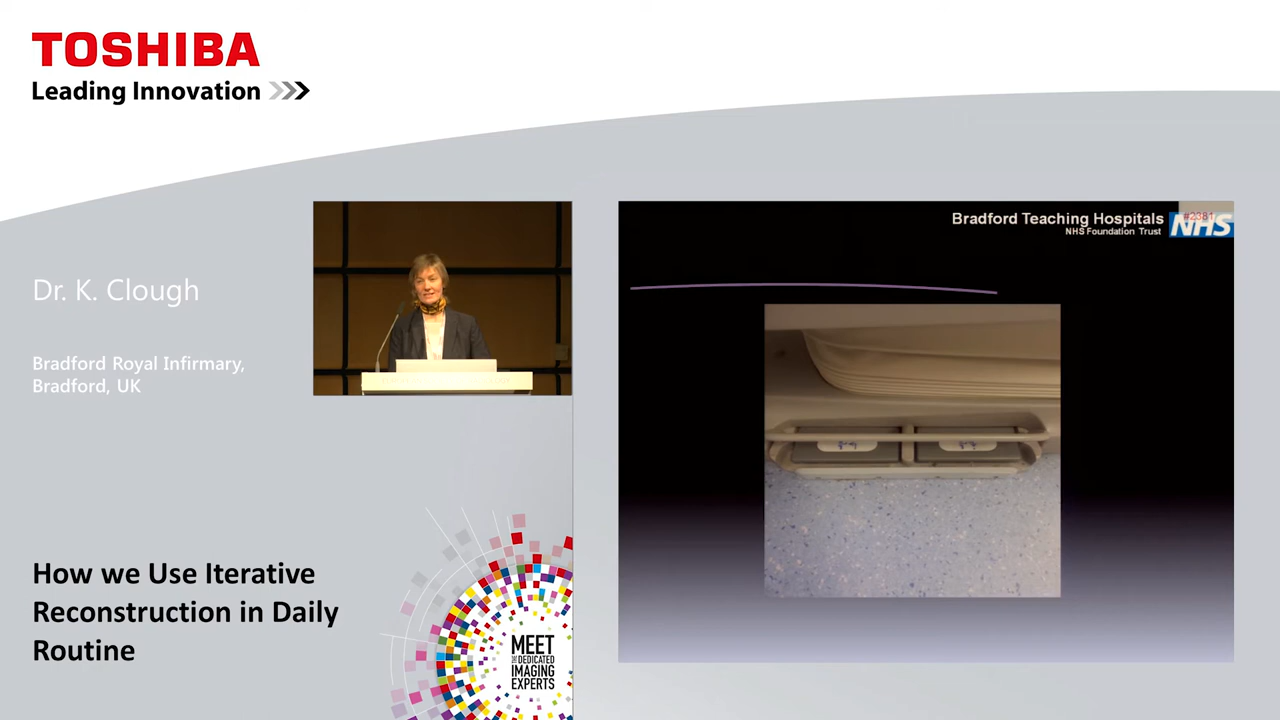 TOSHIBA
Leading Innovation
Bradford Teaching Hospitals
NHS Foundation Trust
#2381
NHS
Dr. K. Clough
Bradford Royal Infirmary,
Bradford, UK
How we Use Iterative
Reconstruction in Daily
Routine
MEET
THE DEDICATED
IMAGING
EXPERTS